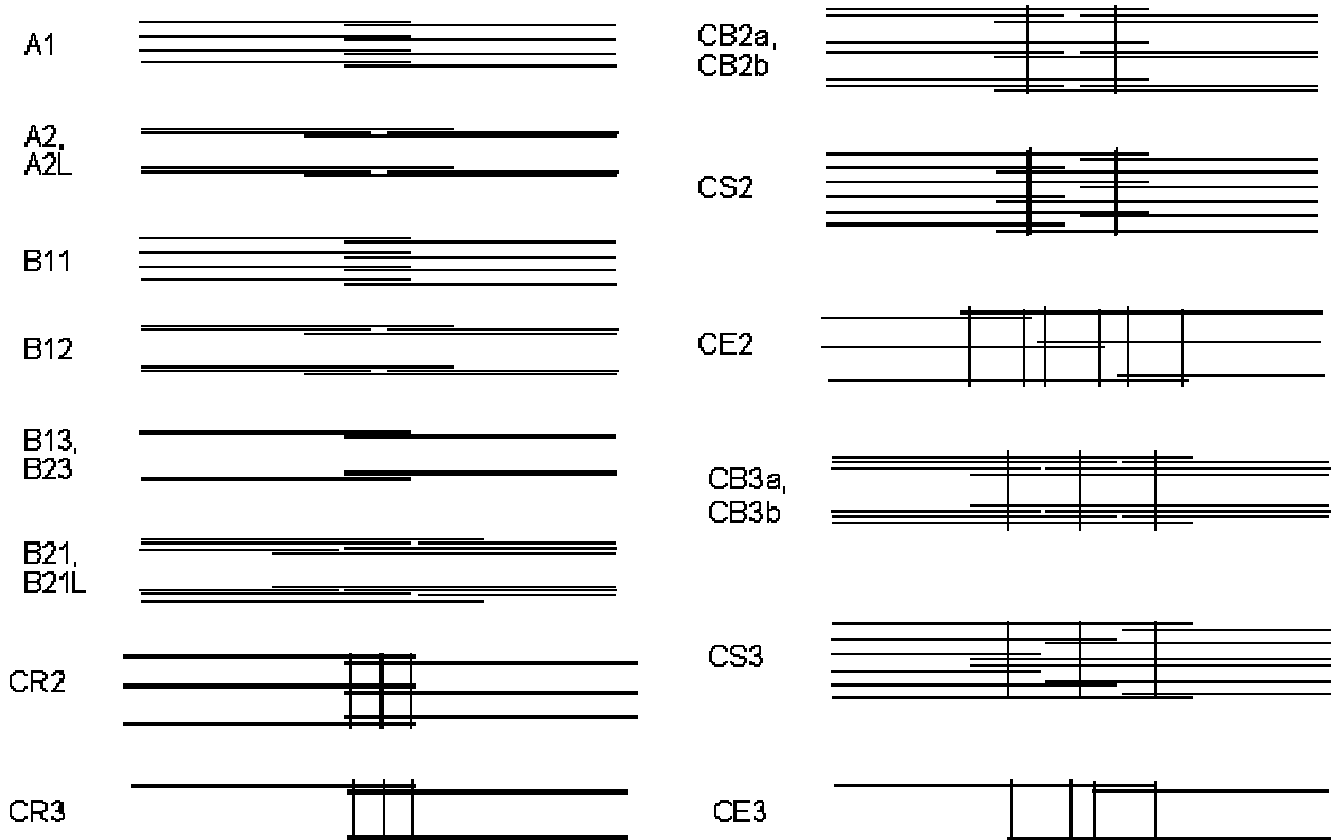 A1
A2,
A2L
B11
B12
B13,
B23
B21,
B21L
CR2
CR3
CB2a,
CB2b
CS2
CE2
CB3a,
CB3b
CS3
CE3